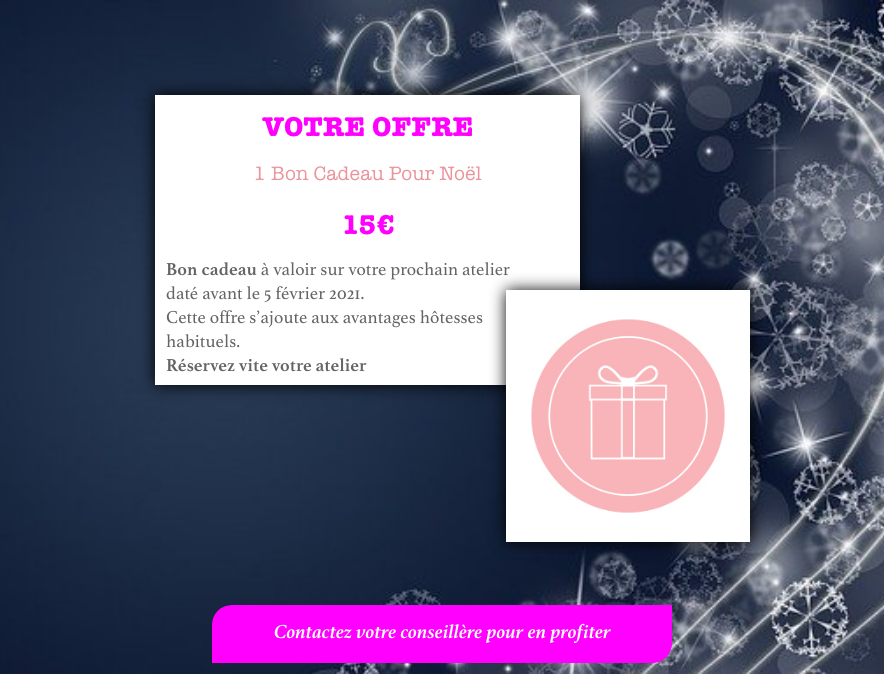 VOTRE OFFRE
1 Bon Cadeau Pour Noël
15€
Bon cadeau à valoir sur votre prochain atelier
daté avant le 5 février 2021.
Cette offre s’ajoute aux avantages hôtesses
habituels.
Réservez vite votre atelier
Contactez votre conseillère pour en profiter